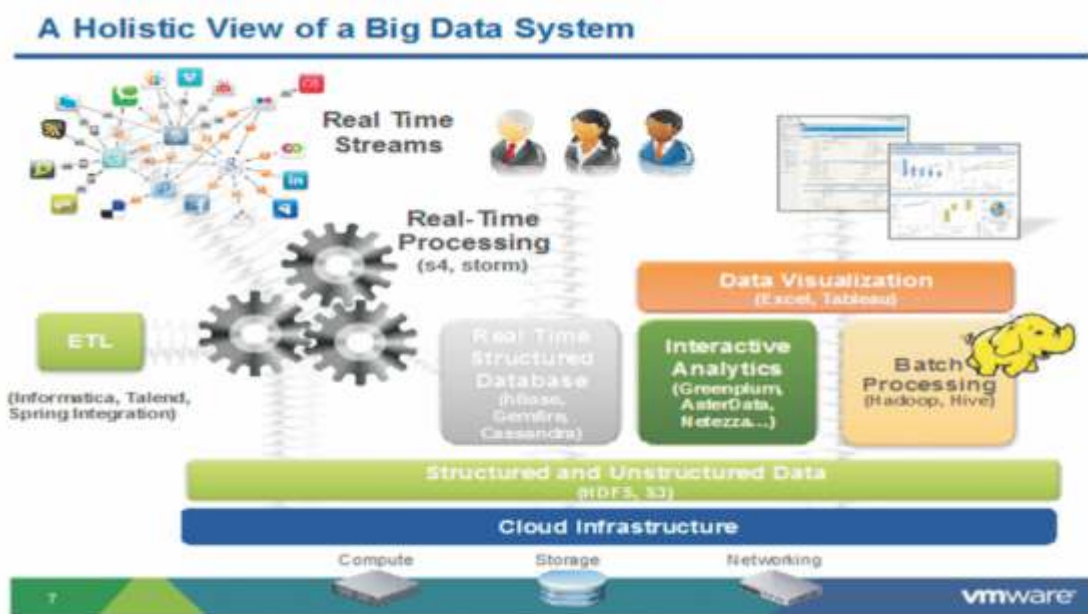 A Holistic View of a Big Data System
Real Time
Streams
Real-Time
Processing
(s4, storm)
Data Visualization
(Excel, Tableau)
ETL
(Informatica, Talend,
Spring Integration)
Real Time
Structured
Database
(hBase,
Gemfire,
Cassandra)
Interactive
Analytics
(Greenplum,
AsterData,
Netezza...)
Batch
Processing
(Hadoop, Hive)
Structured and Unstructured Data
(HDFS, S3)
Cloud Infrastructure
Compute
Storage
Networking
7
vmware